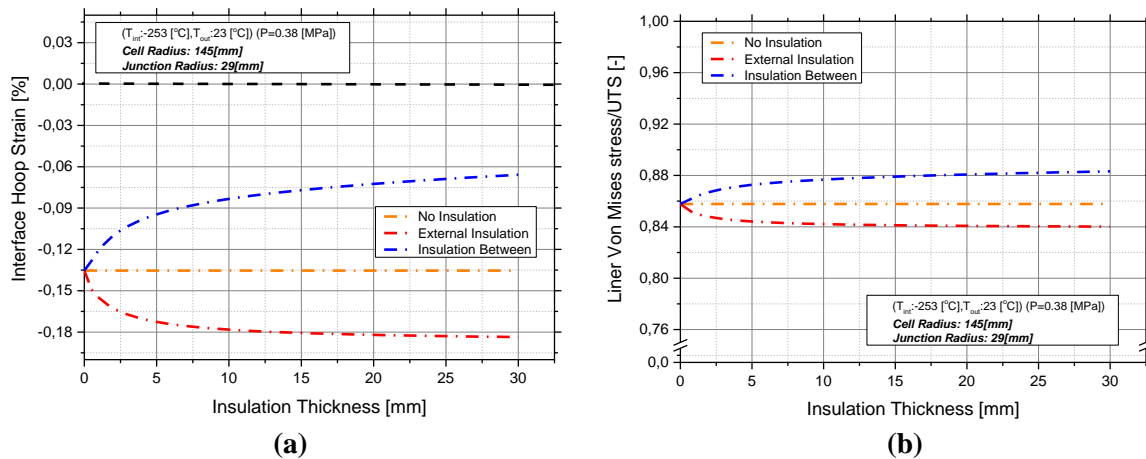 (Tint:-253 [°C],Tout:23 [°C]) (P=0.38 [MPa])
Cell Radius: 145[mm]
Junction Radius: 29[mm]
0,03
0,00
-0,03
-0,06
-0,09
-0,13
-0,15
-0,18
Interface Hoop Strain [%]
No Insulation
External Insulation
Insulation Between
0 5 10 15 20 25 30
Insulation Thickness [mm]
(a)
1,00
0,96
0,92
0,88
0,84
0,80
0,76
0,0
Liner Von Mises stress/UTS [-]
No Insulation
External Insulation
Insulation Between
(Tint:-253 [°C],Tout:23 [°C]) (P=0.38 [MPa])
Cell Radius: 145[mm]
Junction Radius: 29[mm]
0 5 10 15 20 25 30
Insulation Thickness [mm]
(b)